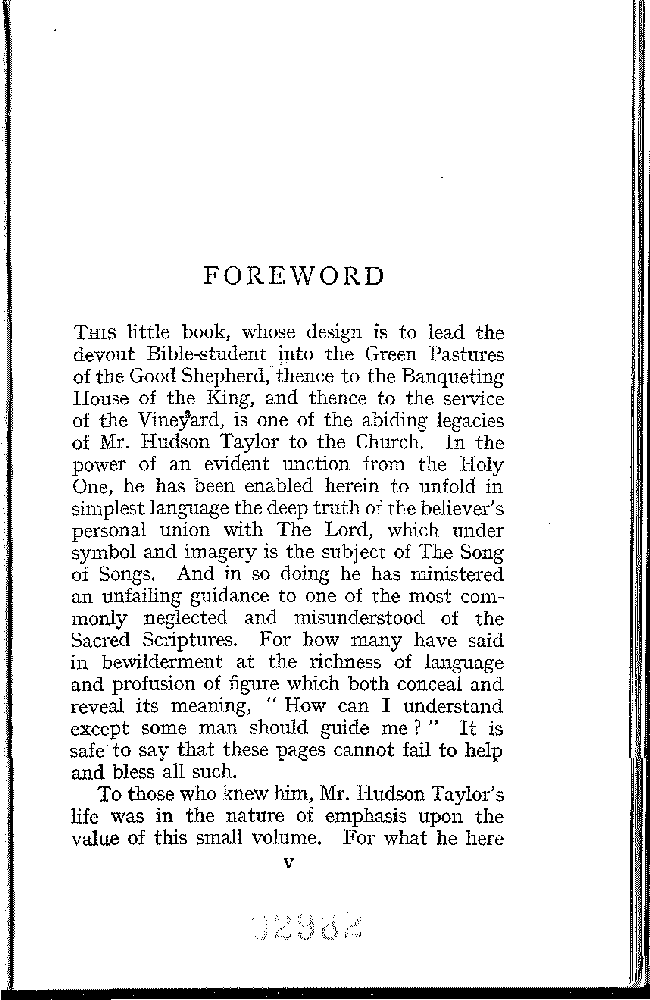 FOREWORD
THIS little book, whose design is to lead the
devout Bible-student into the Green Pastures
of the Good Shepherd, thence to the Banqueting
House of the King, and thence to the service
of the Vineyard, is one of the abiding legacies
of Mr. Hudson Taylor to the Church. In the
power of an evident unction from the Holy
One, he has been enabled herein to unfold in
simplest language the deep truth of the believer's
personal union with The Lord, which under
symbol and imagery is the subject of The Song
of Songs. And in so doing he has ministered
an unfailing guidance to one of the most com-
monly neglected and misunderstood of the
Sacred Scriptures. For how many have said
in bewilderment at the richness of language
and profusion of figure which both conceal and
reveal its meaning, " How can I understand
except some man should guide me ? " It is
safe to say that these pages cannot fail to help
and bless all such.
To those who knew him, Mr. Hudson Taylor's
life was in the nature of emphasis upon the
value of this small volume. For what he here
v